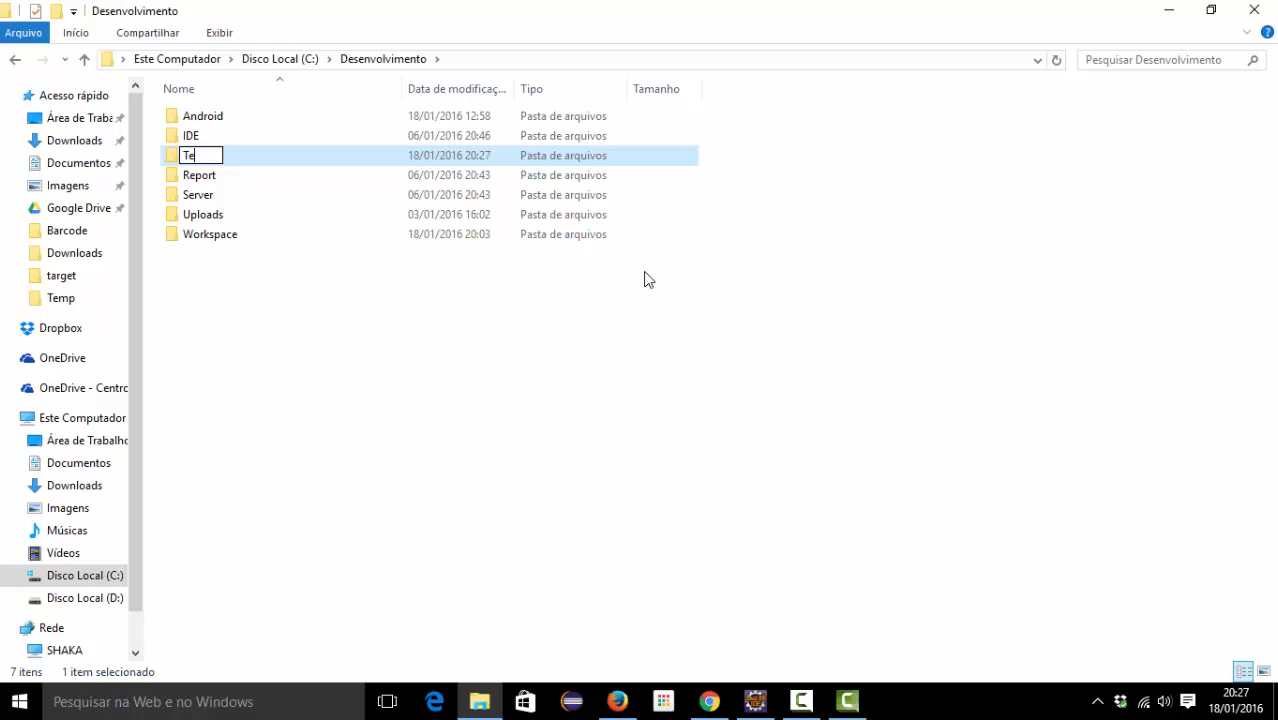 Desenvolvimento
Arquivo Início Compartilhar Exibir
Este Computador Disco Local (C:) Desenvolvimento
Pesquisar Desenvolvimento
Nome Data de modificaç... Tipo Tamanho
Android 18/01/2016 12:58 Pasta de arquivos
IDE 06/01/2016 20:46 Pasta de arquivos
Te 18/01/2016 20:27 Pasta de arquivos
Report 06/01/2016 20:43 Pasta de arquivos
Server 06/01/2016 20:43 Pasta de arquivos
Uploads 03/01/2016 16:02 Pasta de arquivos
Workspace 18/01/2016 20:03 Pasta de arquivos
Acesso rápido
Área de Traba
Downloads
Documentos
Imagens
Google Drive
Barcode
Downloads
target
Temp
Dropbox
OneDrive
OneDrive - Centro
Este Computador
Área de Trabalho
Documentos
Downloads
Imagens
Músicas
Vídeos
Disco Local (C:)
Disco Local (D:)
Rede
SHAKA
7 itens 1 item selecionado
Pesquisar na Web e no Windows
20:27
18/01/2016